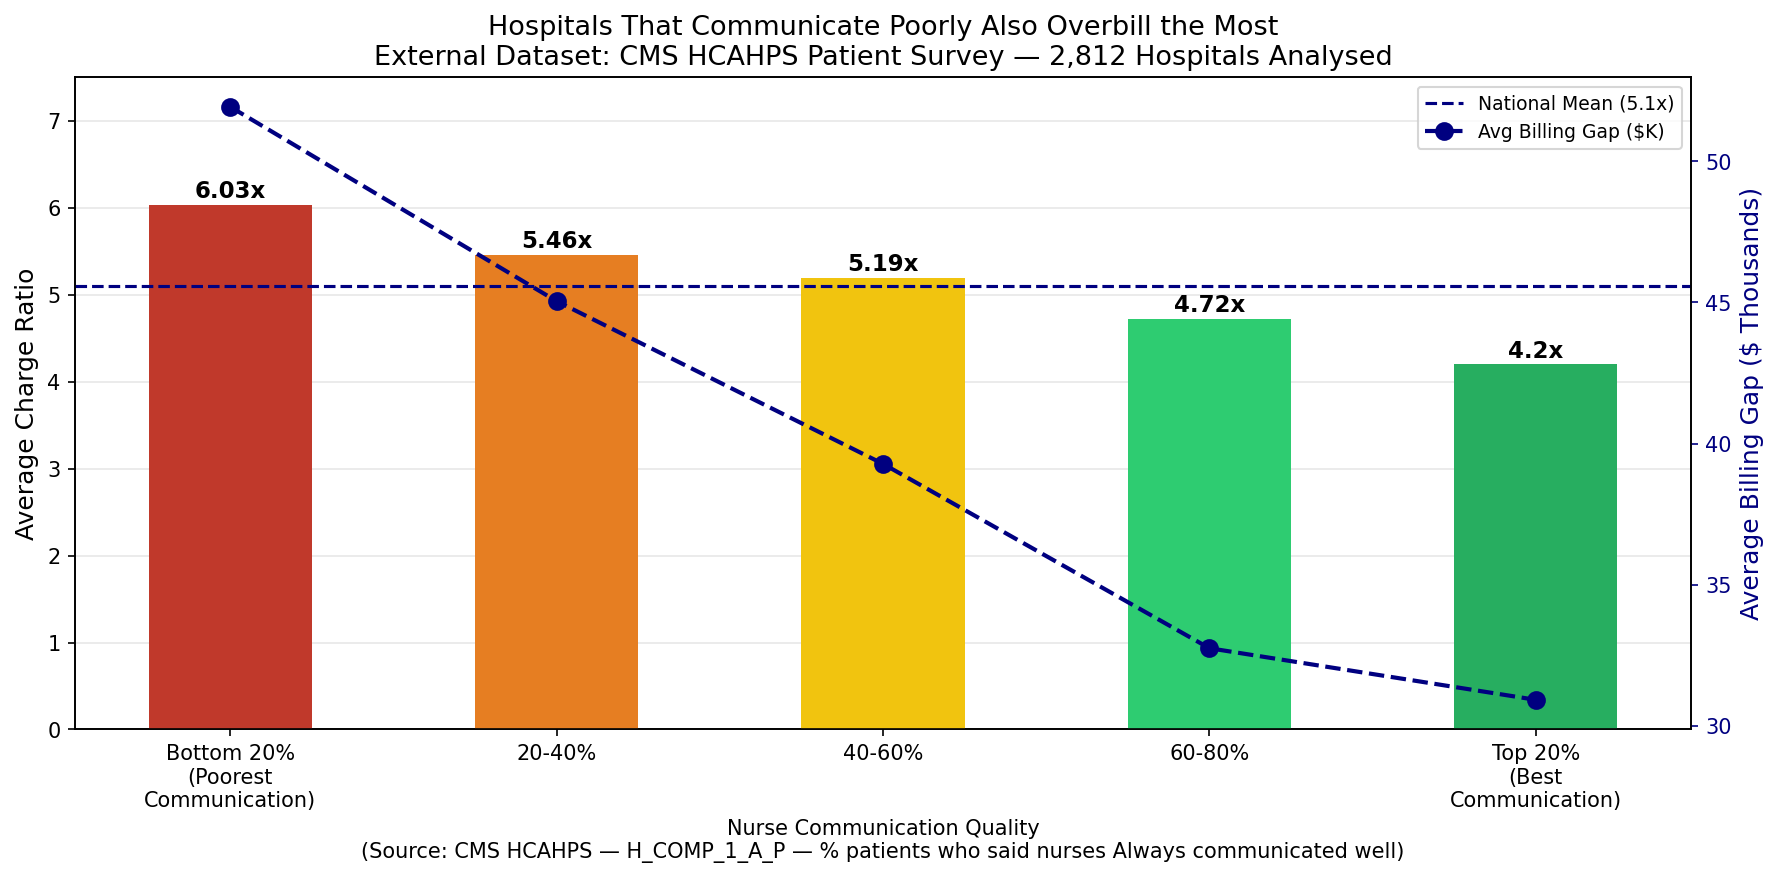 Hospitals That Communicate Poorly Also Overbill the Most
External Dataset: CMS HCAHPS Patient Survey — 2,812 Hospitals Analysed
National Mean (5.1x)
Avg Billing Gap ($K)
Average Charge Ratio
7
6
5
4
3
2
1
0
6.03x
5.46x
5.19x
4.72x
4.2x
50
45
40
35
30
Average Billing Gap ($ Thousands)
Bottom 20%
(Poorest
Communication)
20-40%
40-60%
60-80%
Top 20%
(Best
Communication)
Nurse Communication Quality
(Source: CMS HCAHPS — H_COMP_1_A_P — % patients who said nurses Always communicated well)